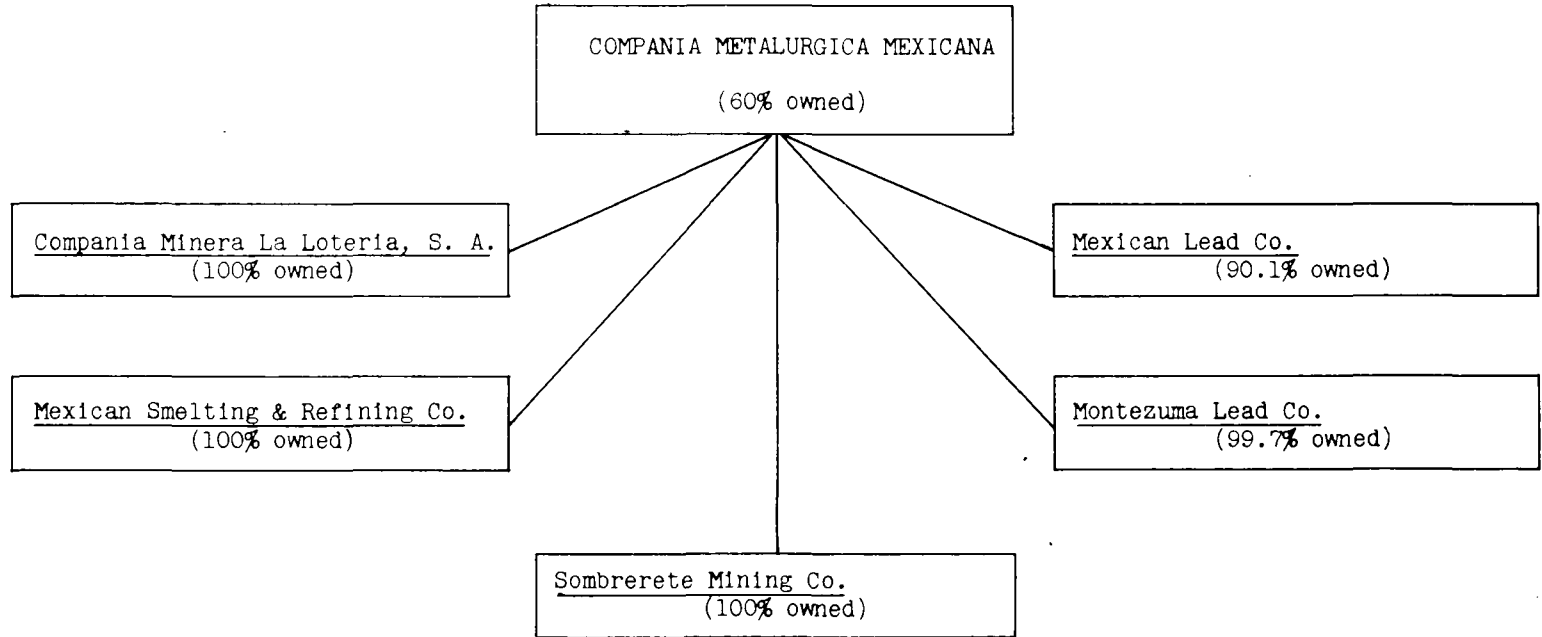 COMPANIA METALURGICA MEXICANA
(60% owned)
Compania Minera La Loteria, S. A.
(100% owned)
Mexican Lead Co.
(90.1% owned)
Mexican Smelting & Refining Co.
(100% owned)
Montezuma Lead Co.
(99.7% owned)
Sombrerete Mining Co.
(100% owned)